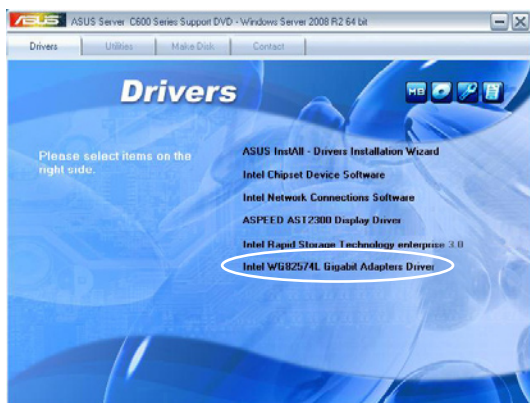 ASUS
ASUS Server C600 Series Support DVD - Windows Server 2008 R2 64 bit
Drivers
Utilities
Make Disk
Contact
Drivers
MB
Please select items on the
right side.
ASUS InstAll - Drivers Installation Wizard
Intel Chipset Device Software
Intel Network Connections Software
ASPEED AST2300 Display Driver
Intel Rapid Storage Technology enterprise 3.0
Intel WG82574L Gigabit Adapters Driver